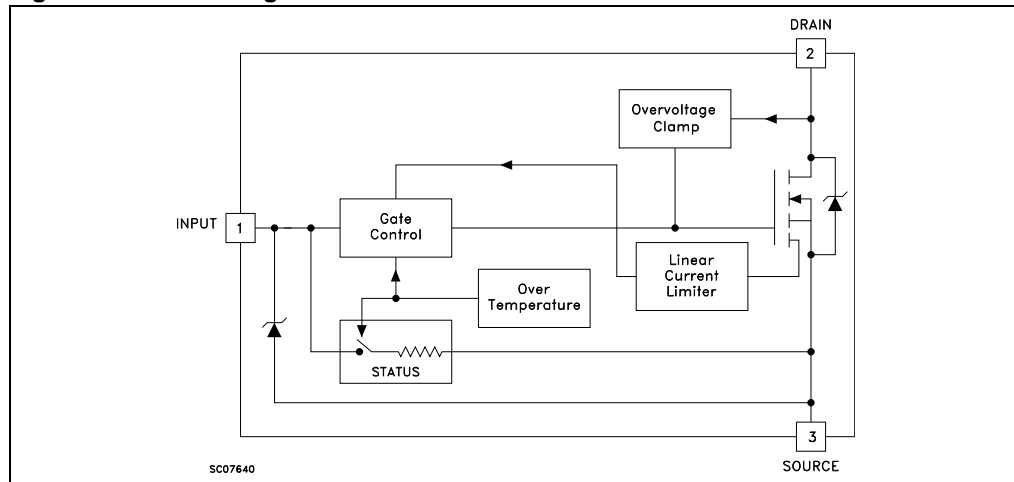 DRAIN
2
Overvoltage
Clamp
INPUT
1
Gate
Control
Linear
Current
Limiter
Over
Temperature
STATUS
3
SOURCE
SC07640